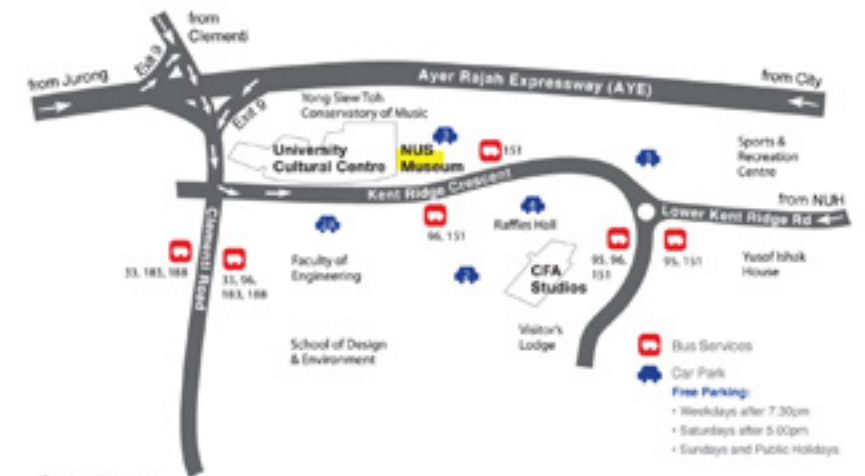 from
Clementi
Exit 9
from Jurong
Ayer Rajah Expressway (AYE)
from City
Exit 9
Yong Siew Toh
Conservatory of Music
University
Cultural Centre
NUS
Museum
151
Sports &
Recreation
Centre
Kent Ridge Crescent
from NUH
Lower Kent Ridge Rd
96, 151
Raffles Hall
Clementi Road
33, 183, 188
33, 96,
183, 188
Faculty of
Engineering
CFA
Studios
95, 96,
151
95, 151
Yusof Ishak
House
School of Design
& Environment
Visitor's
Lodge
Bus Services
Car Park
Free Parking:
• Weekdays after 7.30pm
• Saturdays after 5.00pm
• Sundays and Public Holidays